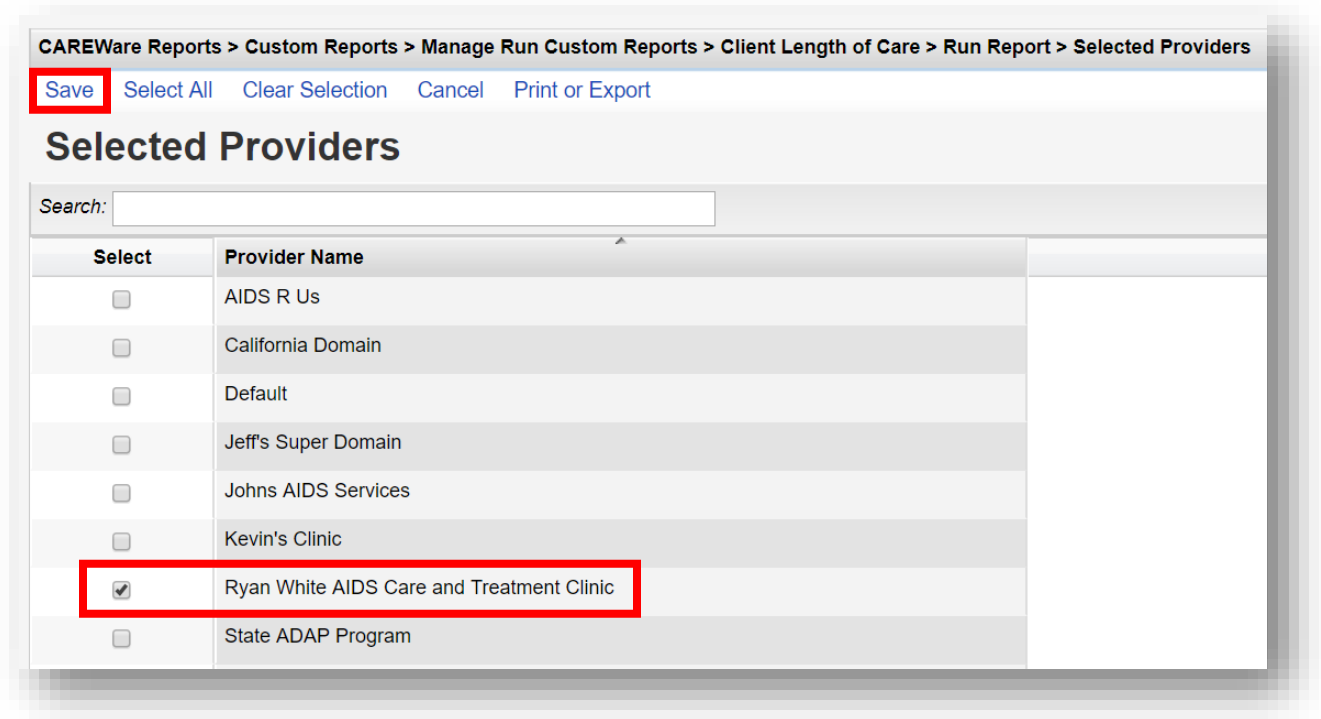 CAREWare Reports > Custom Reports > Manage Run Custom Reports > Client Length of Care > Run Report > Selected Providers
Save Select All Clear Selection Cancel Print or Export
Selected Providers
Search:
Select Provider Name
AIDS R Us
California Domain
Default
Jeff's Super Domain
Johns AIDS Services
Kevin's Clinic
Ryan White AIDS Care and Treatment Clinic
State ADAP Program